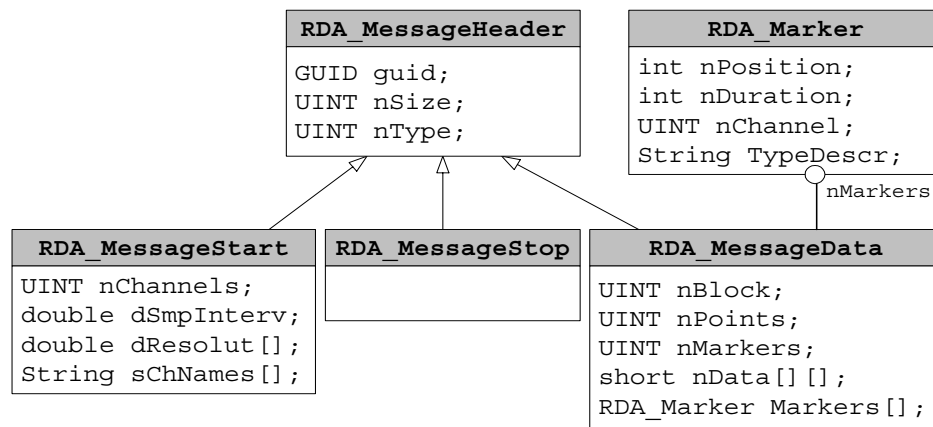 RDA_MessageHeader
GUID guid;
UINT nSize;
UINT nType;
RDA_Marker
int nPosition;
int nDuration;
UINT nChannel;
String TypeDescr;
nMarkers
RDA_MessageStart
UINT nChannels;
double dSmpInterv;
double dResolut[];
String sChNames[];
RDA_MessageStop
RDA_MessageData
UINT nBlock;
UINT nPoints;
UINT nMarkers;
short nData[][];
RDA_Marker Markers[];